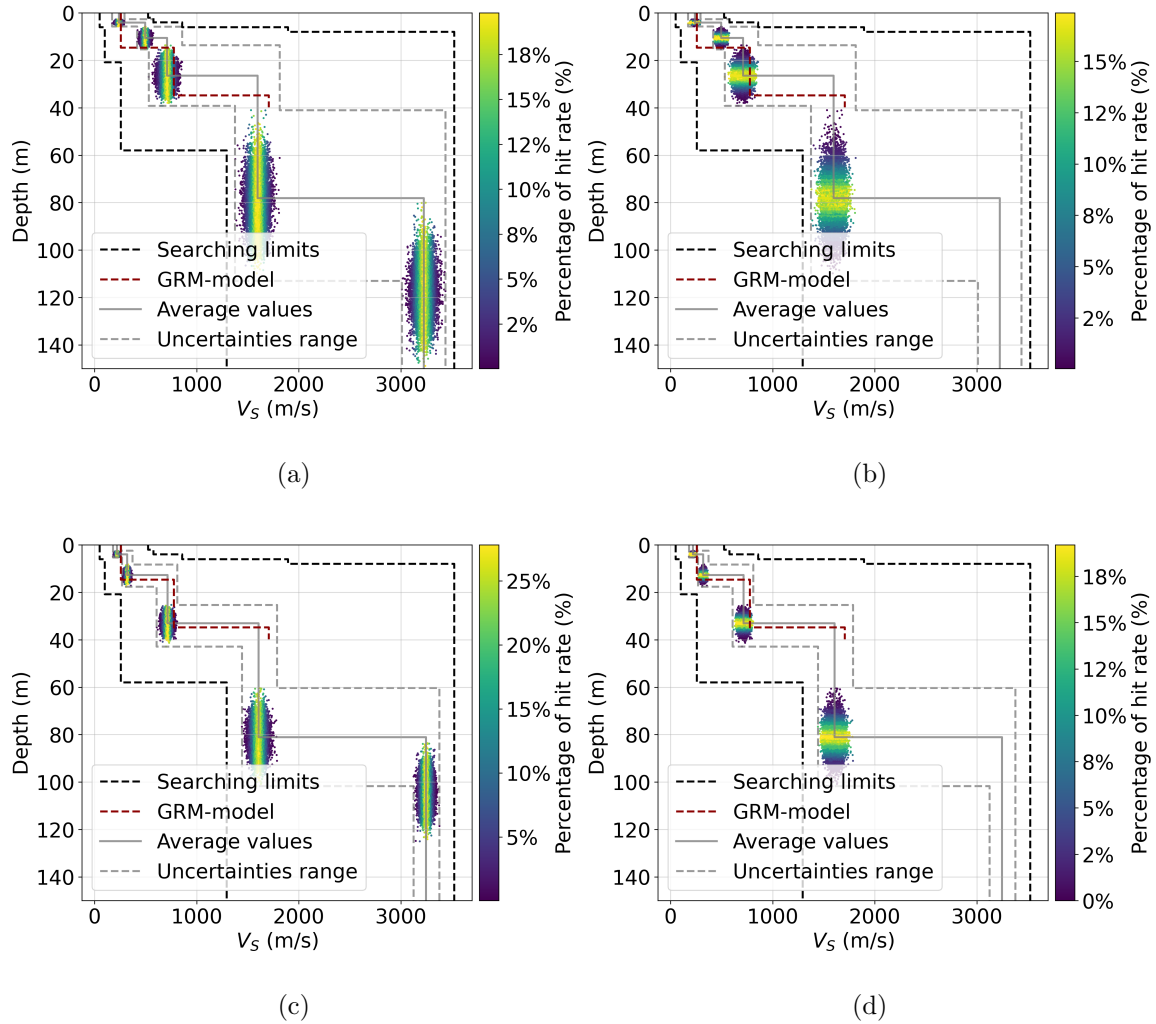 0
20
40
60
80
100
120
140
Depth (m)
0
1000
2000
3000
V_S (m/s)
Searching limits
GRM-model
Average values
Uncertainties range
18%
15%
12%
10%
8%
5%
2%
Percentage of hit rate (%)
(a)
0
20
40
60
80
100
120
140
Depth (m)
0
1000
2000
3000
V_S (m/s)
Searching limits
GRM-model
Average values
Uncertainties range
15%
12%
10%
8%
5%
2%
Percentage of hit rate (%)
(b)
0
20
40
60
80
100
120
140
Depth (m)
0
1000
2000
3000
V_S (m/s)
Searching limits
GRM-model
Average values
Uncertainties range
25%
20%
15%
10%
5%
Percentage of hit rate (%)
(c)
0
20
40
60
80
100
120
140
Depth (m)
0
1000
2000
3000
V_S (m/s)
Searching limits
GRM-model
Average values
Uncertainties range
18%
15%
12%
10%
8%
5%
2%
0%
Percentage of hit rate (%)
(d)